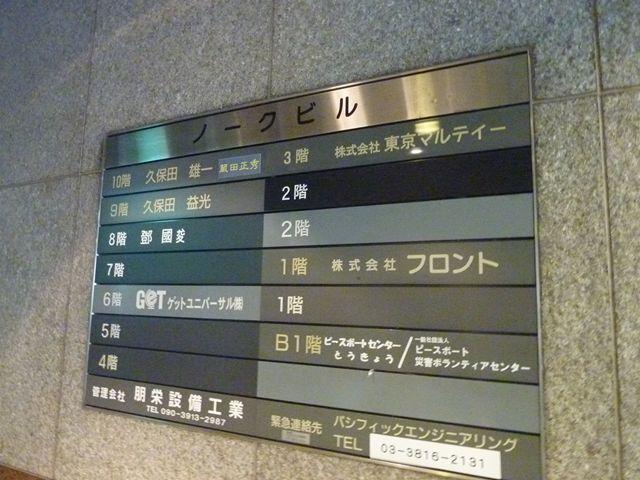 ノークビル
10階 久保田 雄一
9階 久保田 益光
8階 鄧 國
7階
6階 GET ゲットユニバーサル㈱
5階
4階
管理会社 朋栄設備工業
TEL 090-3913-2987
3階 株式会社 東京マルテイー
2階
2階
1階 株式会社 フロント
1階
B1階 ピースボートセンター とうきょう / 一般社団法人 ピースボート 災害ボランティアセンター
緊急連絡先 パシフィックエンジニアリング
TEL 03-3816-2131